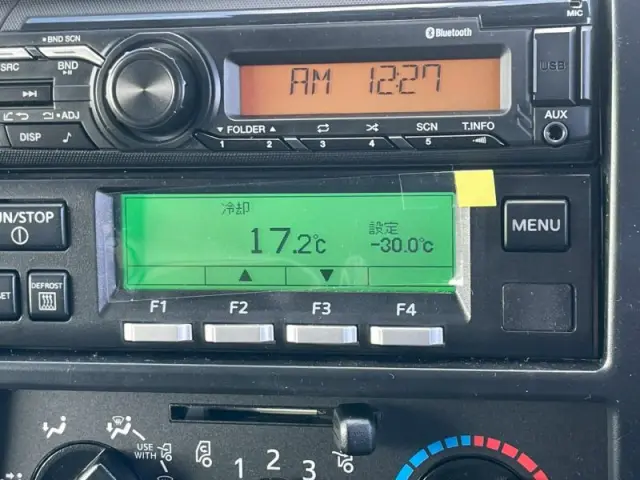 MIC
Bluetooth
BND SCN
SRC
BND
AM 12:27
USB
ADJ
DISP
FOLDER
SCN
T.INFO
AUX
1 2 3 4 5
冷却
RUN/STOP
17.2℃
設定
-30.0℃
MENU
DEFROST
F1 F2 F3 F4
USE
WITH
1 2 3